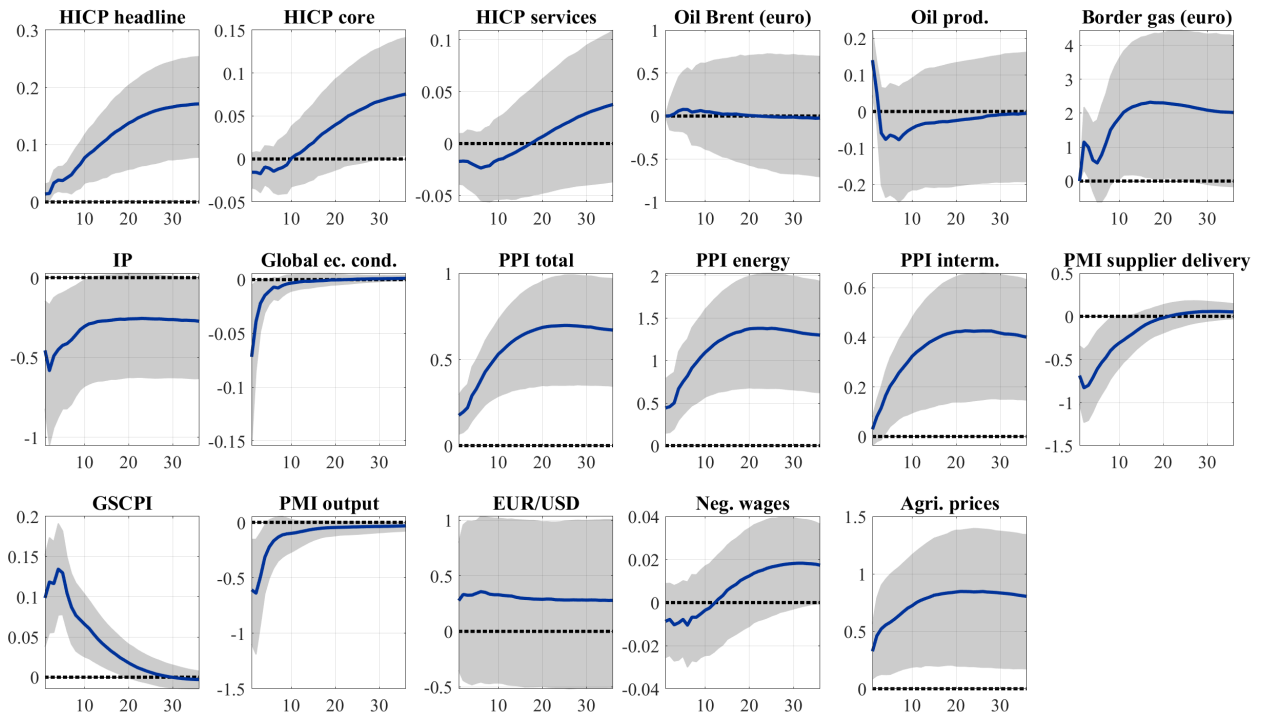 HICP headline
0.3
0.2
0.1
0
10 20 30
HICP core
0.15
0.1
0.05
0
-0.05
10 20 30
HICP services
0.1
0.05
0
-0.05
10 20 30
Oil Brent (euro)
1
0.5
0
-0.5
-1
10 20 30
Oil prod.
0.2
0.1
0
-0.1
-0.2
10 20 30
Border gas (euro)
4
3
2
1
0
10 20 30
IP
0
-0.5
-1
10 20 30
Global ec. cond.
0
-0.05
-0.1
-0.15
10 20 30
PPI total
1
0.5
0
10 20 30
PPI energy
2
1.5
1
0.5
0
10 20 30
PPI interm.
0.6
0.4
0.2
0
10 20 30
PMI supplier delivery
0.5
0
-0.5
-1
-1.5
10 20 30
GSCPI
0.2
0.15
0.1
0.05
0
10 20 30
PMI output
0
-0.5
-1
-1.5
10 20 30
EUR/USD
1
0.5
0
-0.5
10 20 30
Neg. wages
0.04
0.02
0
-0.02
-0.04
10 20 30
Agri. prices
1.5
1
0.5
0
10 20 30